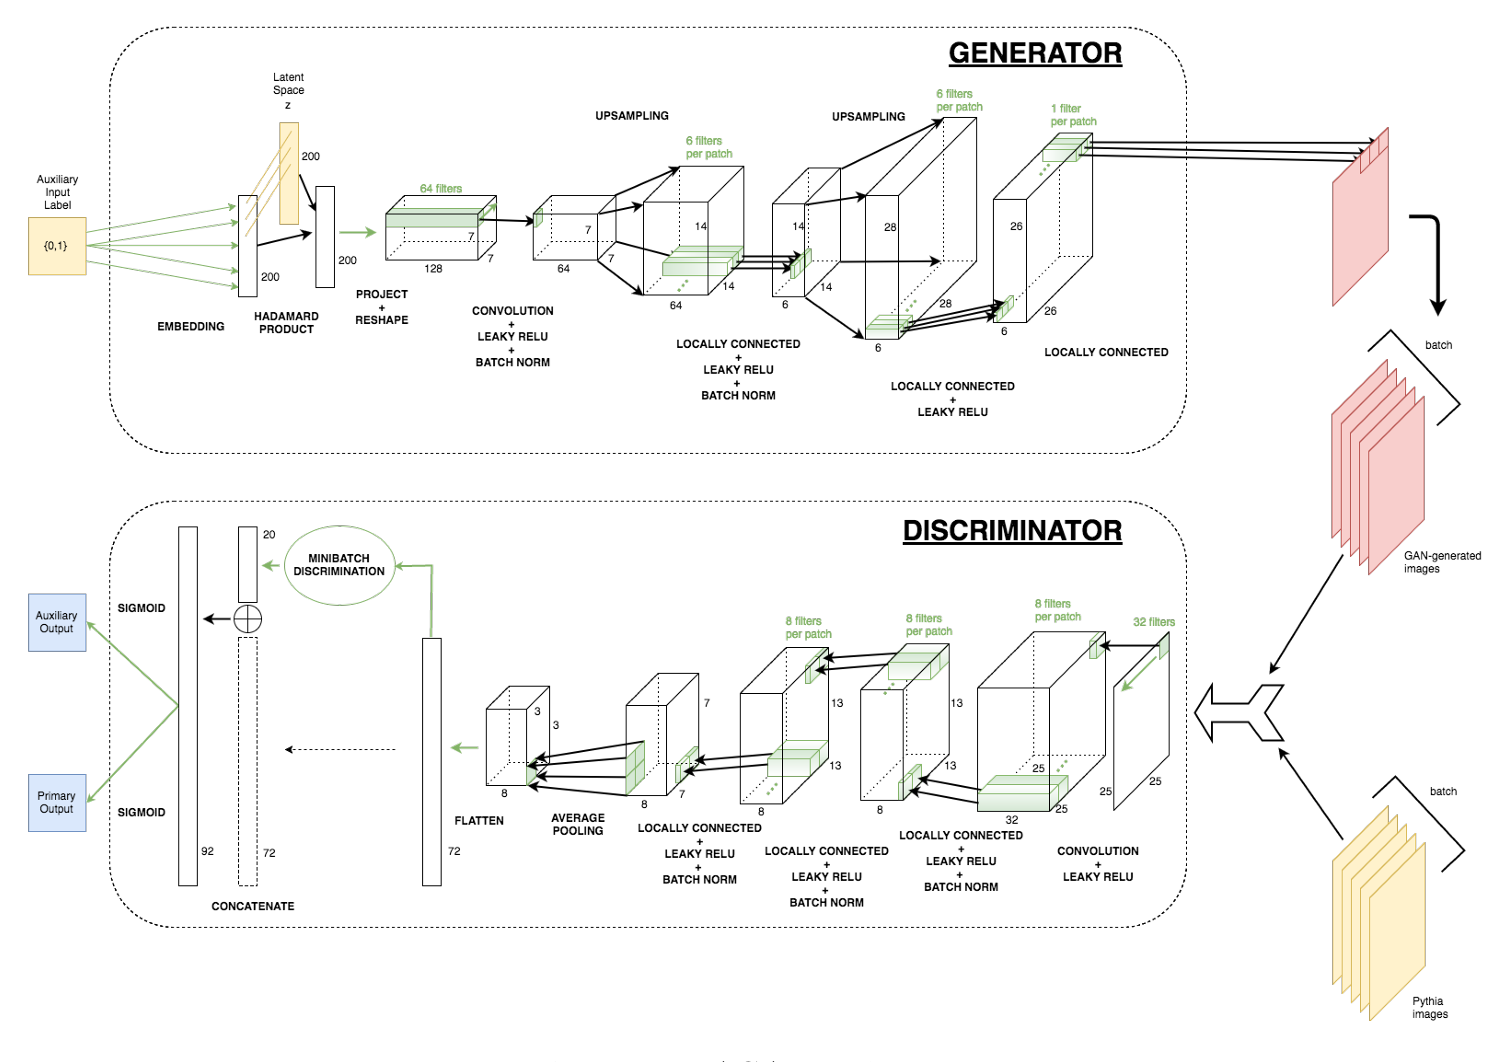 GENERATOR
Latent
Space
z
200
Auxiliary
Input
Label
{0,1}
EMBEDDING
200
HADAMARD
PRODUCT
200
PROJECT
+
RESHAPE
64 filters
7
7
128
CONVOLUTION
+
LEAKY RELU
+
BATCH NORM
7
7
64
UPSAMPLING
6 filters
per patch
14
14
64
LOCALLY CONNECTED
+
LEAKY RELU
+
BATCH NORM
14
14
6
UPSAMPLING
6 filters
per patch
28
28
6
LOCALLY CONNECTED
+
LEAKY RELU
1 filter
per patch
26
26
6
LOCALLY CONNECTED
batch
GAN-generated
images
DISCRIMINATOR
20
MINIBATCH
DISCRIMINATION
SIGMOID
Auxiliary
Output
Primary
Output
SIGMOID
92
72
CONCATENATE
72
FLATTEN
3
3
8
AVERAGE
POOLING
7
7
8
LOCALLY CONNECTED
+
LEAKY RELU
+
BATCH NORM
8 filters
per patch
13
13
8
LOCALLY CONNECTED
+
LEAKY RELU
+
BATCH NORM
8 filters
per patch
13
13
8
LOCALLY CONNECTED
+
LEAKY RELU
+
BATCH NORM
8 filters
per patch
25
25
32
CONVOLUTION
+
LEAKY RELU
32 filters
25
25
batch
Pythia
images